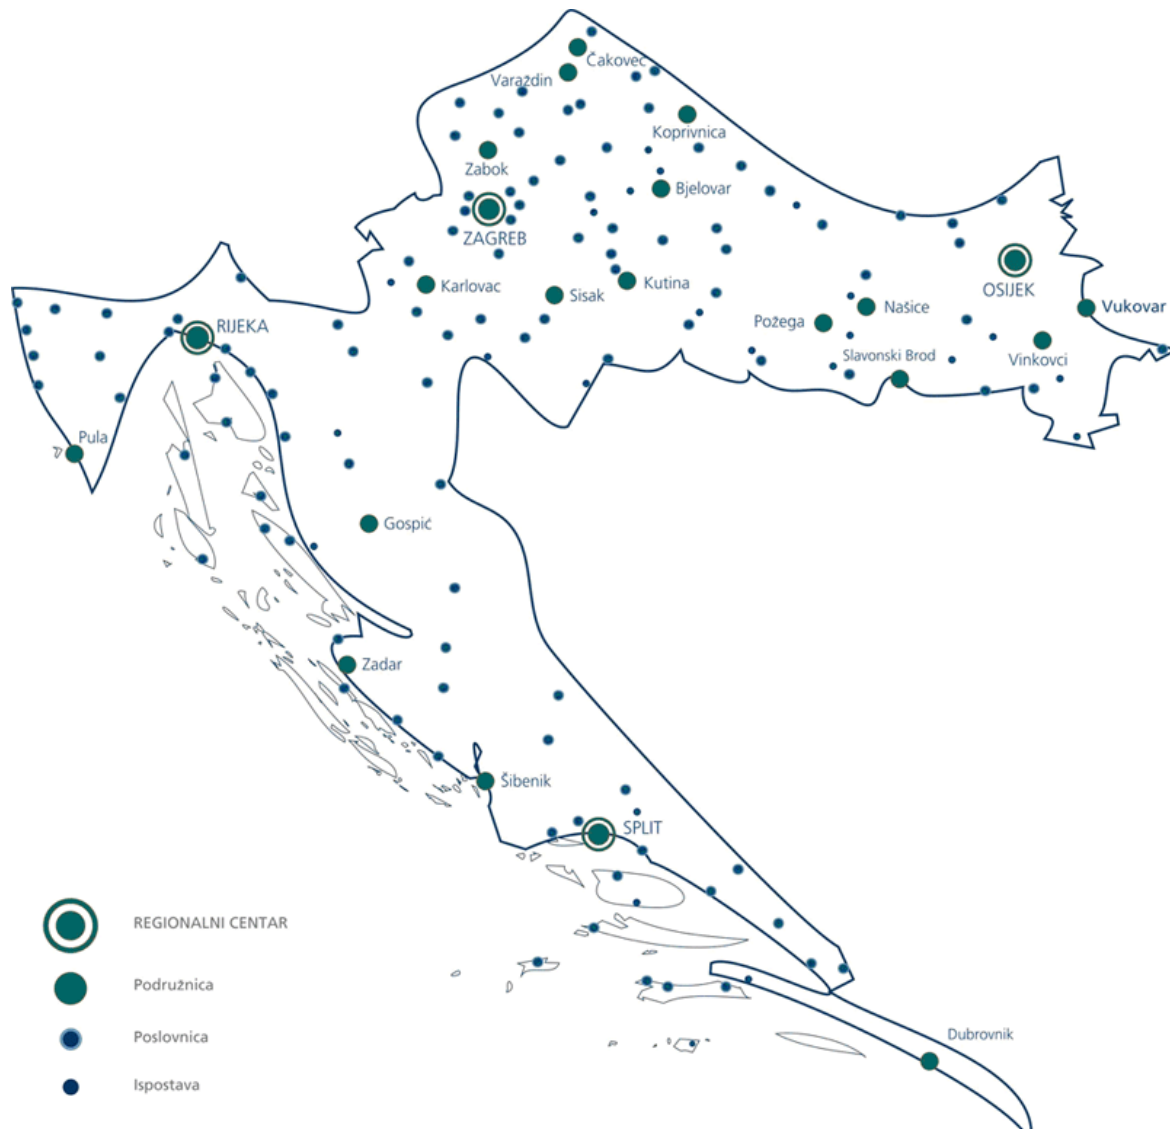 Čakovec
Varaždin
Koprivnica
Zabok
Bjelovar
ZAGREB
OSIJEK
Karlovac
Sisak
Kutina
Našice
Vukovar
RIJEKA
Požega
Slavonski Brod
Vinkovci
Pula
Gospić
Zadar
Šibenik
SPLIT
REGIONALNI CENTAR
Podružnica
Dubrovnik
Poslovnica
Ispostava